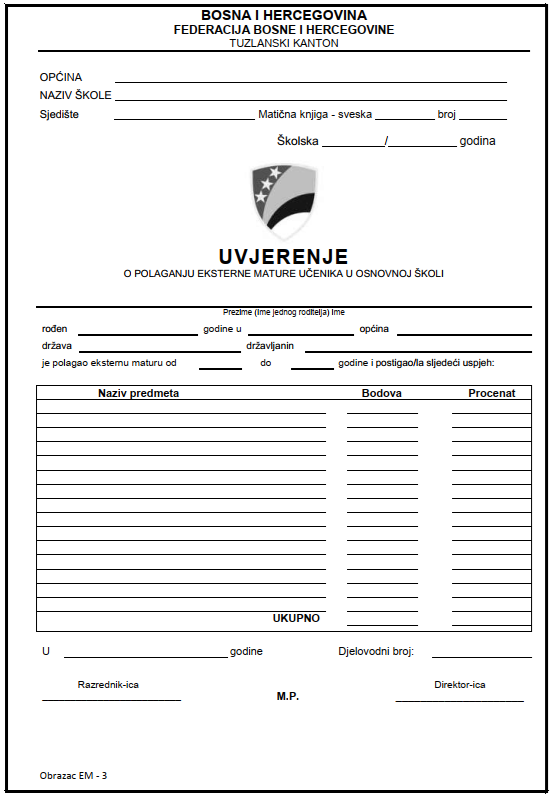 BOSNA I HERCEGOVINA
FEDERACIJA BOSNE I HERCEGOVINE
TUZLANSKI KANTON
OPĆINA
NAZIV ŠKOLE
Sjedište Matična knjiga - sveska broj
Školska / godina
UVJERENJE
O POLAGANJU EKSTERNE MATURE UČENIKA U OSNOVNOJ ŠKOLI
Prezime (Ime jednog roditelja) Ime
rođen godine u općina
država državljanin
je polagao ekstemu maturu od do godine i postigao/la sljedeći uspjeh:
Naziv predmeta Bodova Procenat
UKUPNO
U godine Djelovodni broj:
Razrednik-ica Direktor-ica
M.P.
Obrazac EM - 3